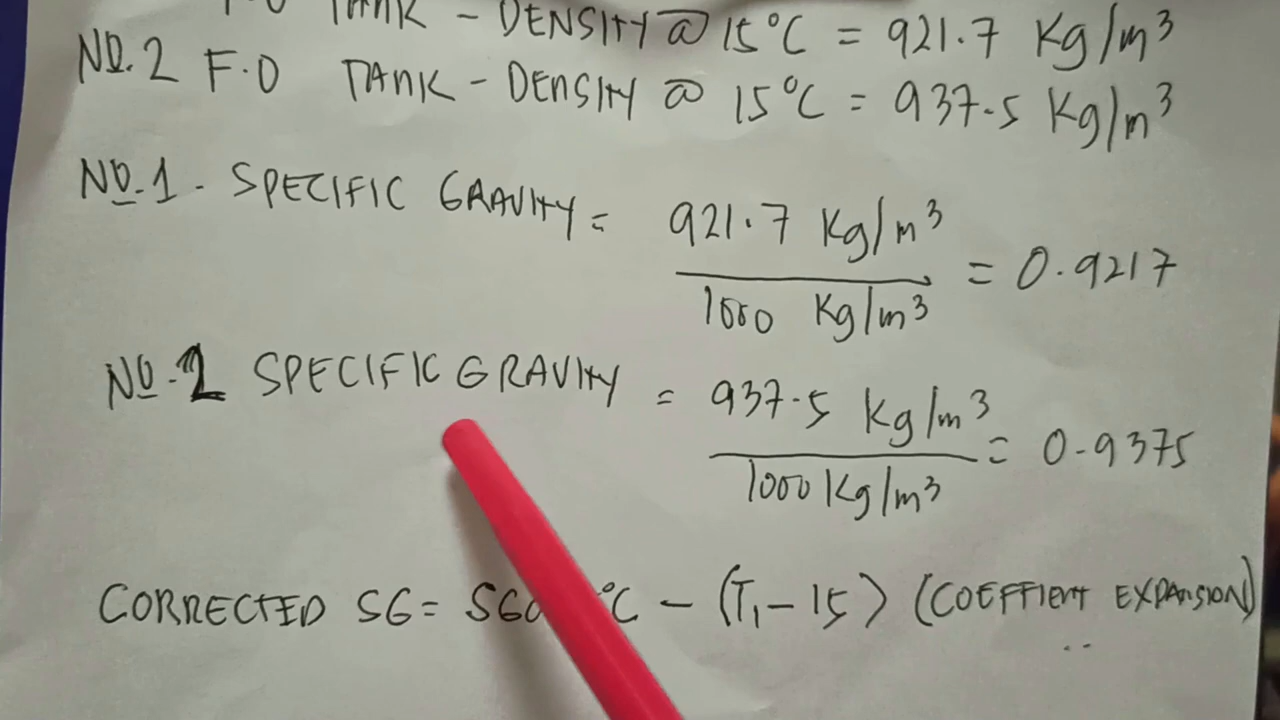 F.O TANK - DENSITY @ 15°C = 921.7 Kg/m³
NO.2 F.O TANK - DENSITY @ 15°C = 937.5 Kg/m³
NO.1 - SPECIFIC GRAVITY = 921.7 Kg/m³ / 1000 Kg/m³ = 0.9217
NO.2 SPECIFIC GRAVITY = 937.5 Kg/m³ / 1000 Kg/m³ = 0.9375
CORRECTED SG = SG °C - (T₁ - 15) (COEFFIENT EXPANSION)